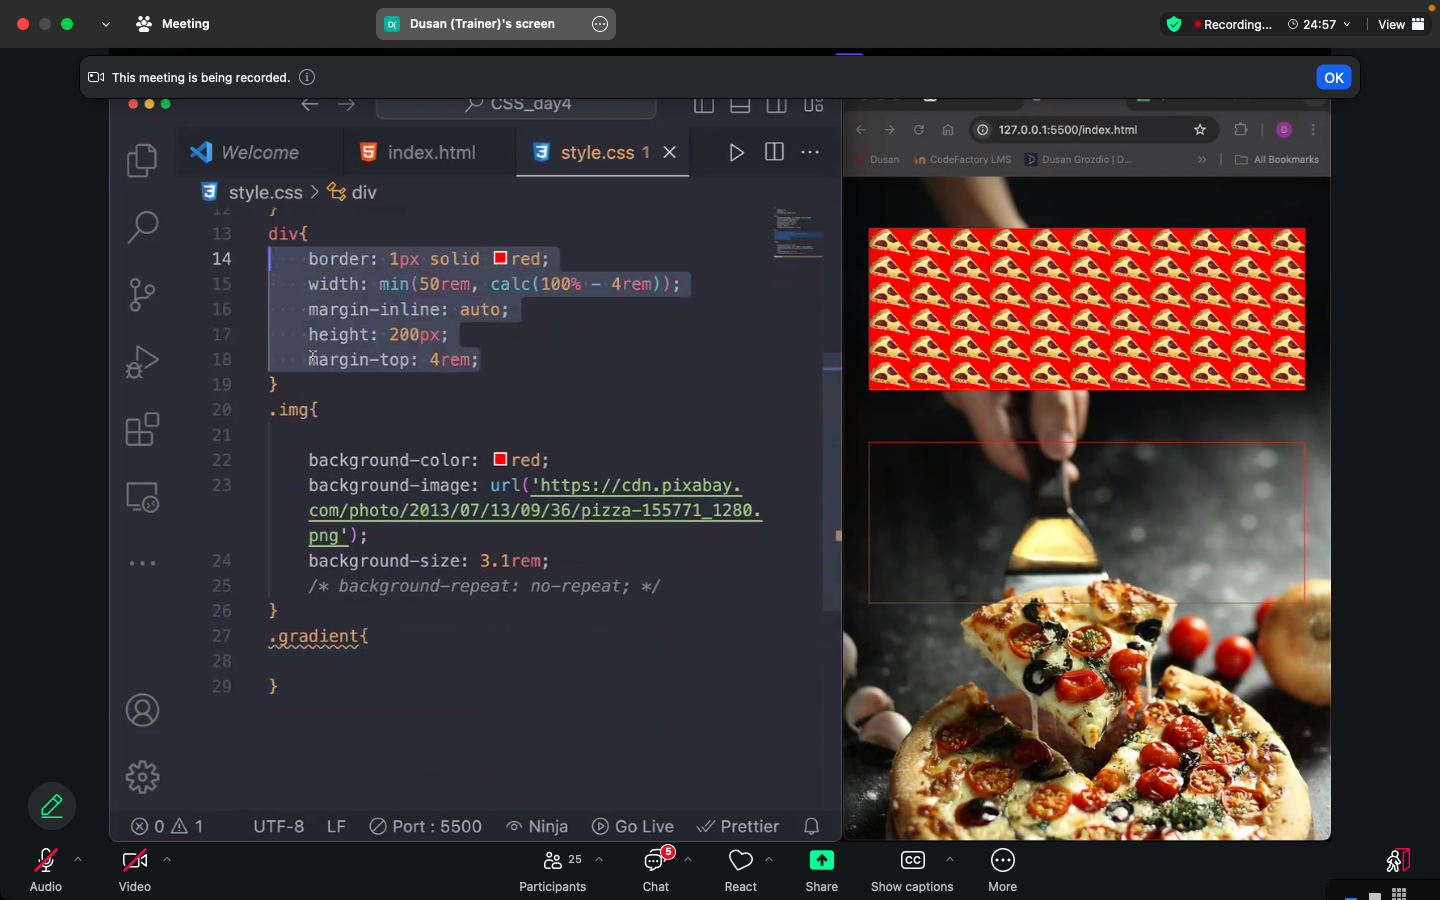 Meeting
D( Dusan (Trainer)'s screen
Recording...
24:57
View
This meeting is being recorded.
OK
CSS_day4
Welcome
index.html
style.css 1
style.css > div
12 }
13 div{
14 border: 1px solid red;
15 width: min(50rem, calc(100% - 4rem));
16 margin-inline: auto;
17 height: 200px;
18 margin-top: 4rem;
19 }
20 .img{
21
22 background-color: red;
23 background-image: url('https://cdn.pixabay.
com/photo/2013/07/13/09/36/pizza-155771_1280.
png');
24 background-size: 3.1rem;
25 /* background-repeat: no-repeat; */
26 }
27 .gradient{
28
29 }
0 1
UTF-8
LF
Port : 5500
Ninja
Go Live
Prettier
127.0.0.1:5500/index.html
D
Dusan
CodeFactory LMS
Dusan Grozdic | D...
»
All Bookmarks
Audio
Video
25
Participants
5
Chat
React
Share
CC
Show captions
More